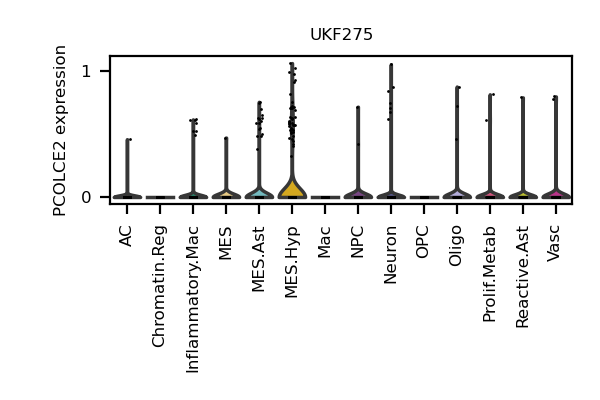 UKF275
PCOLCE2 expression
1
0
AC
Chromatin.Reg
Inflammatory.Mac
MES
MES.Ast
MES.Hyp
Mac
NPC
Neuron
OPC
Oligo
Prolif.Metab
Reactive.Ast
Vasc